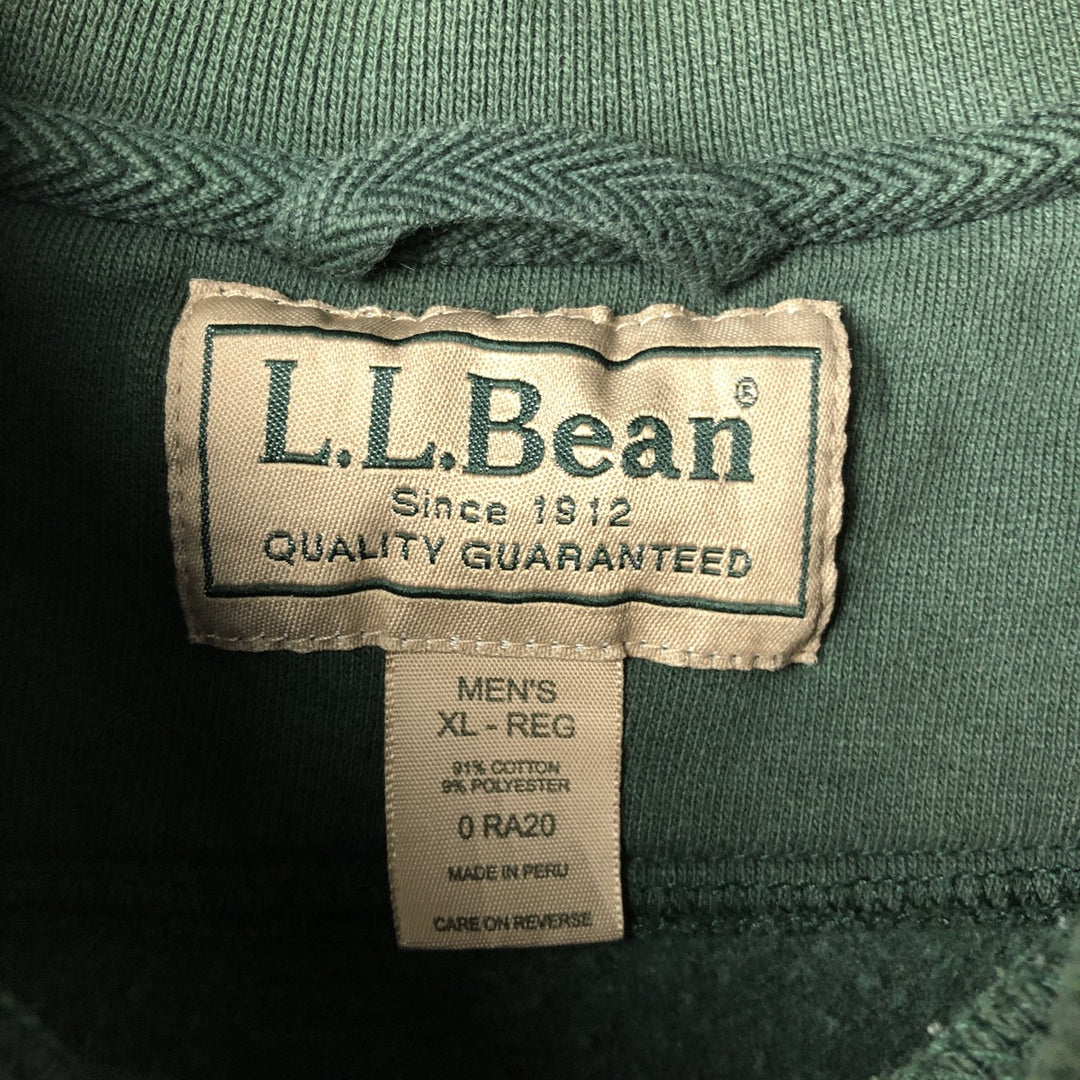 L.L.Bean®
Since 1912
QUALITY GUARANTEED
MEN'S
XL - REG
91% COTTON
9% POLYESTER
0 RA20
MADE IN PERU
CARE ON REVERSE